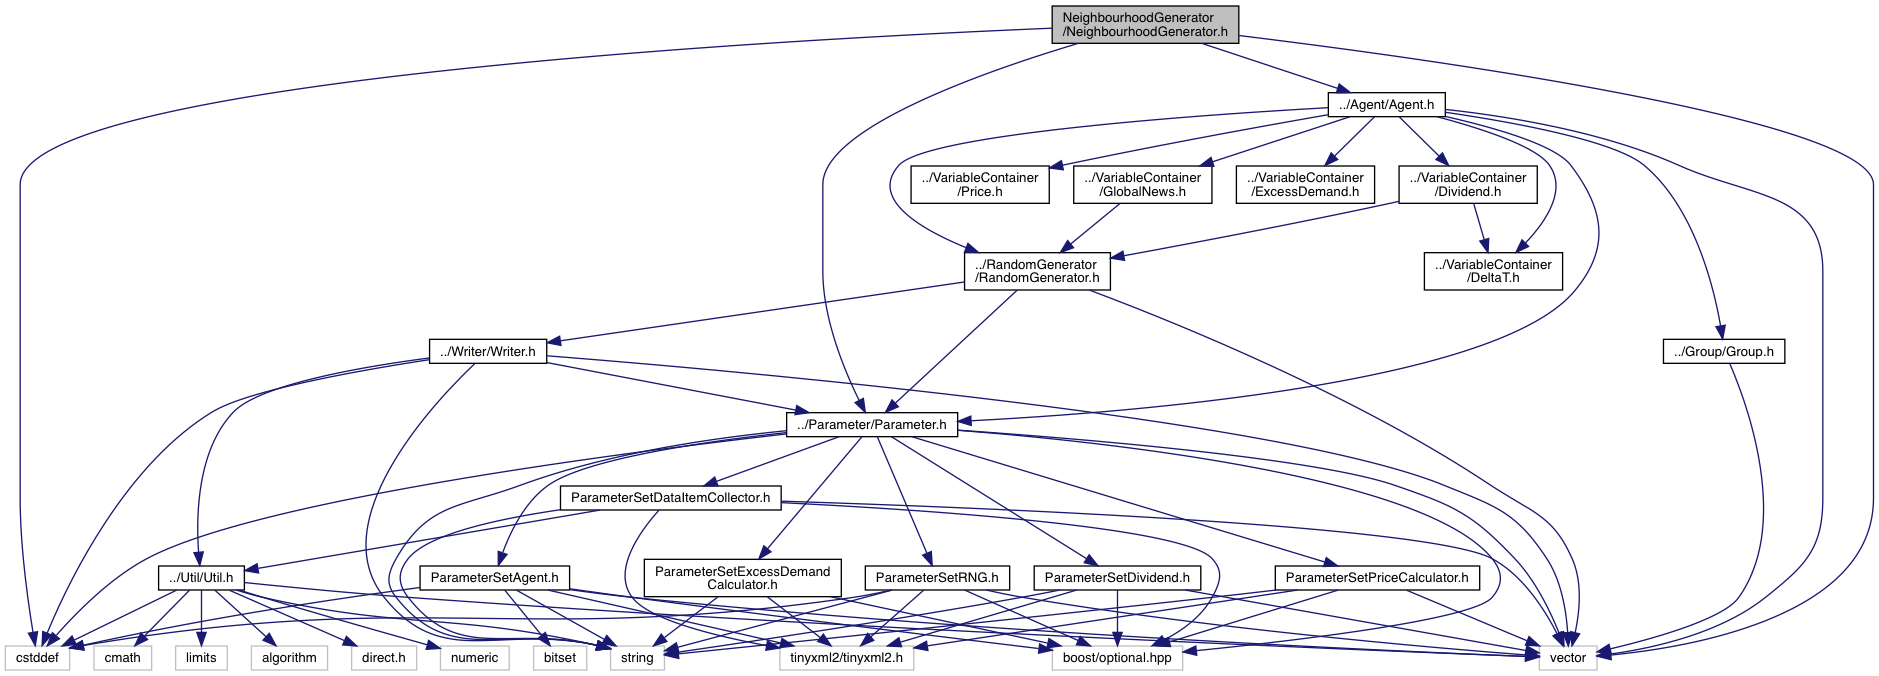 NeighbourhoodGenerator
/NeighbourhoodGenerator.h
../Agent/Agent.h
../VariableContainer
/Price.h
../VariableContainer
/GlobalNews.h
../VariableContainer
/ExcessDemand.h
../VariableContainer
/Dividend.h
../RandomGenerator
/RandomGenerator.h
../VariableContainer
/DeltaT.h
../Writer/Writer.h
../Group/Group.h
../Parameter/Parameter.h
ParameterSetDataItemCollector.h
../Util/Util.h
ParameterSetAgent.h
ParameterSetExcessDemand
Calculator.h
ParameterSetRNG.h
ParameterSetDividend.h
ParameterSetPriceCalculator.h
cstddef
cmath
limits
algorithm
direct.h
numeric
bitset
string
tinyxml2/tinyxml2.h
boost/optional.hpp
vector